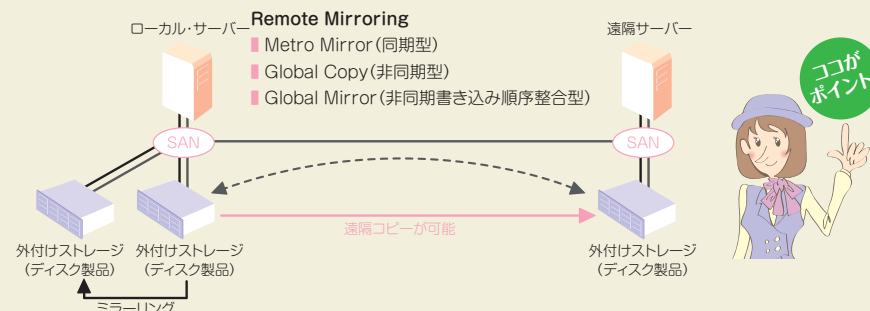 ローカル・サーバー
Remote Mirroring
Metro Mirror(同期型)
Global Copy(非同期型)
Global Mirror(非同期書き込み順序整合型)
遠隔サーバー
ココが
ポイント
SAN
SAN
遠隔コピーが可能
外付けストレージ
(ディスク製品)
外付けストレージ
(ディスク製品)
外付けストレージ
(ディスク製品)
ミラーリング